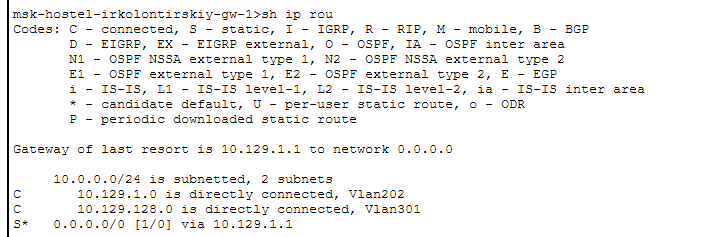 msk-hostel-irkolontirskiy-gw-1>sh ip rou
Codes: C - connected, S - static, I - IGRP, R - RIP, M - mobile, B - BGP
       D - EIGRP, EX - EIGRP external, O - OSPF, IA - OSPF inter area
       N1 - OSPF NSSA external type 1, N2 - OSPF NSSA external type 2
       E1 - OSPF external type 1, E2 - OSPF external type 2, E - EGP
       i - IS-IS, L1 - IS-IS level-1, L2 - IS-IS level-2, ia - IS-IS inter area
       * - candidate default, U - per-user static route, o - ODR
       P - periodic downloaded static route
Gateway of last resort is 10.129.1.1 to network 0.0.0.0
     10.0.0.0/24 is subnetted, 2 subnets
C       10.129.1.0 is directly connected, Vlan202
C       10.129.128.0 is directly connected, Vlan301
S*   0.0.0.0/0 [1/0] via 10.129.1.1